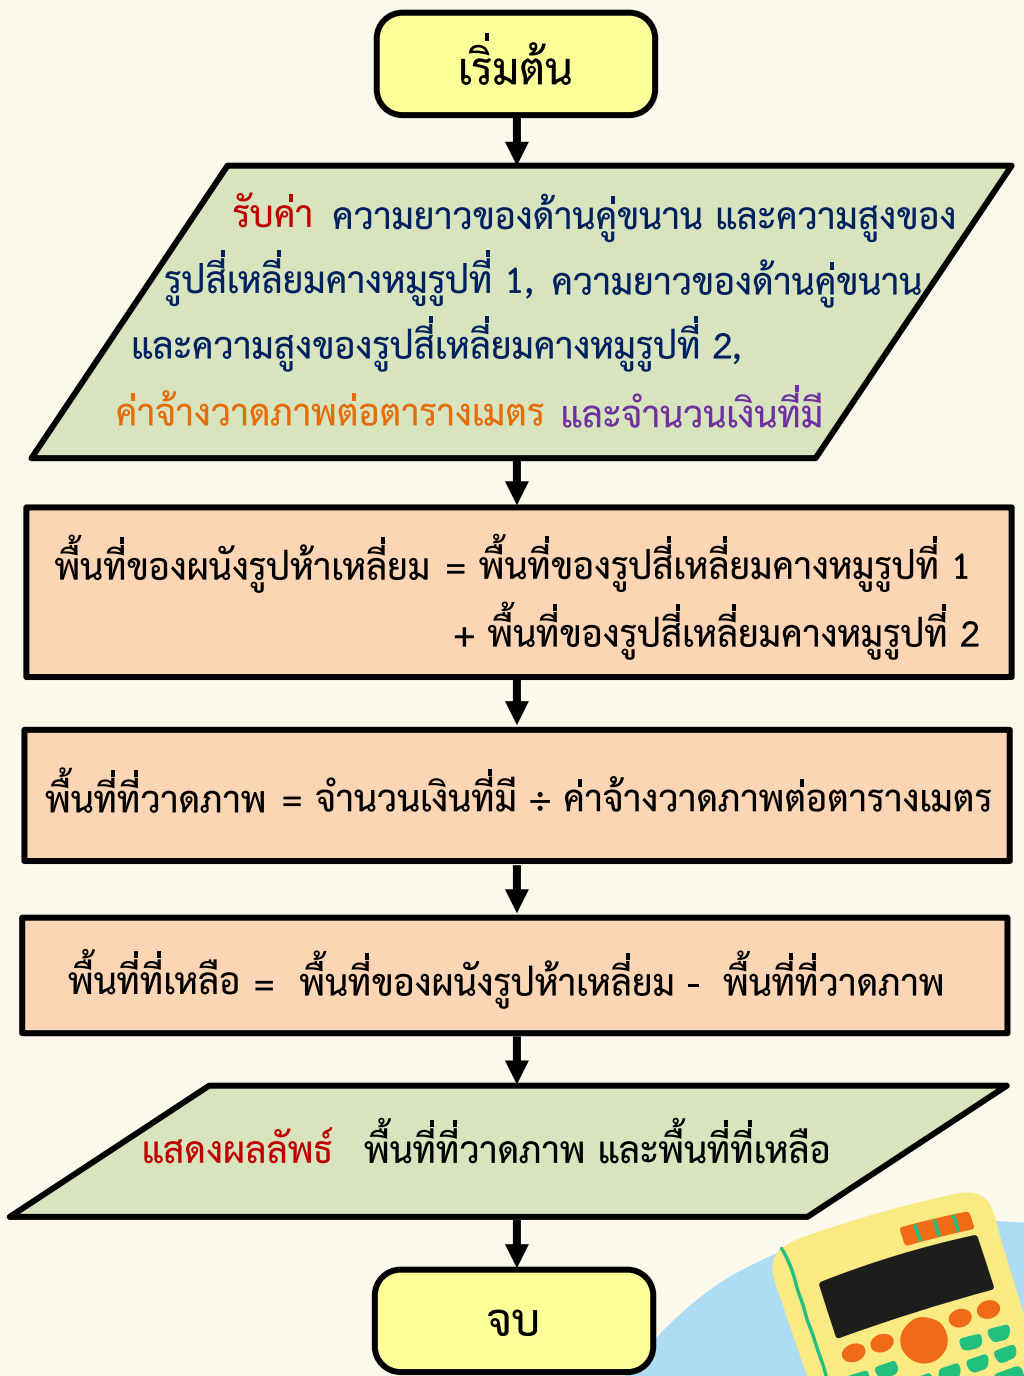 เริ่มต้น
รับค่า ความยาวของด้านคู่ขนาน และความสูงของ
รูปสี่เหลี่ยมคางหมูรูปที่ 1, ความยาวของด้านคู่ขนาน
และความสูงของรูปสี่เหลี่ยมคางหมูรูปที่ 2,
ค่าจ้างวาดภาพต่อตารางเมตร และจำนวนเงินที่มี
พื้นที่ของผนังรูปห้าเหลี่ยม = พื้นที่ของรูปสี่เหลี่ยมคางหมูรูปที่ 1
+ พื้นที่ของรูปสี่เหลี่ยมคางหมูรูปที่ 2
พื้นที่ที่วาดภาพ = จำนวนเงินที่มี ÷ ค่าจ้างวาดภาพต่อตารางเมตร
พื้นที่ที่เหลือ = พื้นที่ของผนังรูปห้าเหลี่ยม - พื้นที่ที่วาดภาพ
แสดงผลลัพธ์ พื้นที่ที่วาดภาพ และพื้นที่ที่เหลือ
จบ